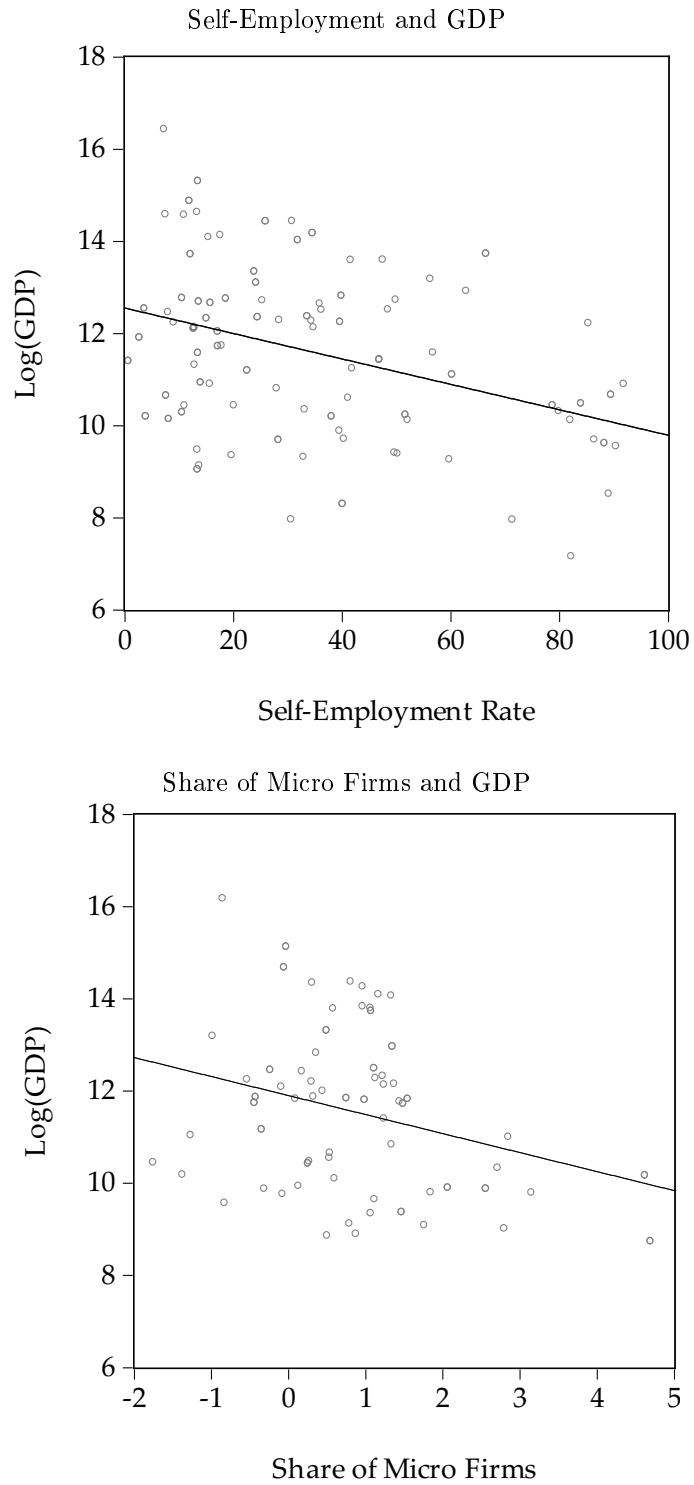 Self-Employment and GDP
18
16
14
12
10
8
6
Log(GDP)
0 20 40 60 80 100
Self-Employment Rate
Share of Micro Firms and GDP
18
16
14
12
10
8
6
Log(GDP)
-2 -1 0 1 2 3 4 5
Share of Micro Firms